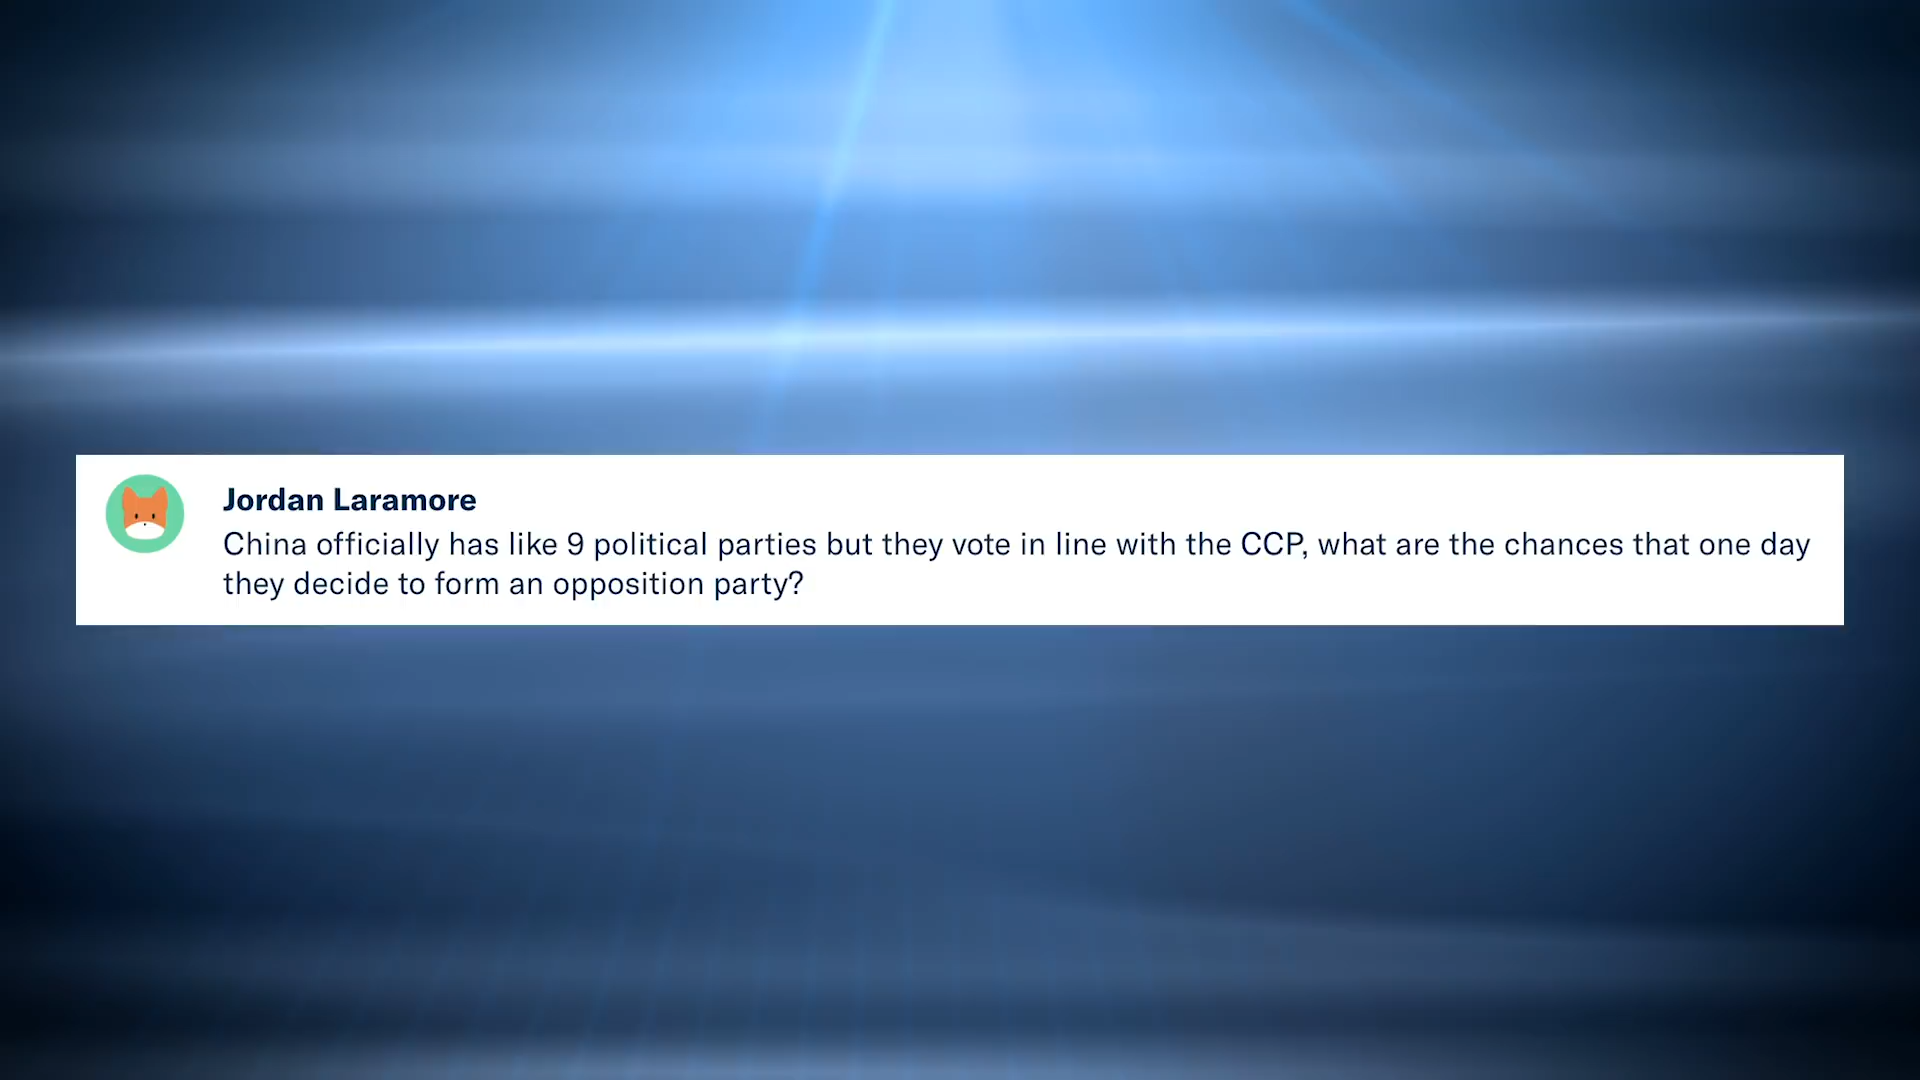 Jordan Laramore
China officially has like 9 political parties but they vote in line with the CCP, what are the chances that one day
they decide to form an opposition party?